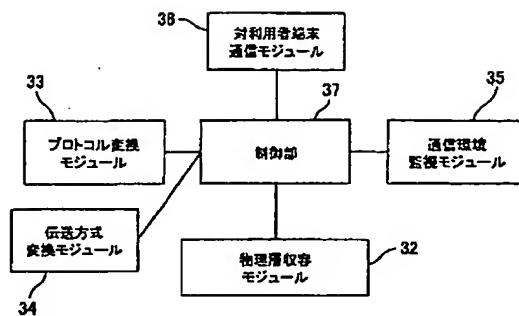 38
対利用者端末
通信モジュール
33
37
35
プロトコル変換
モジュール
制御部
通信環境
監視モジュール
伝送方式
変換モジュール
34
物理層収容
モジュール
32